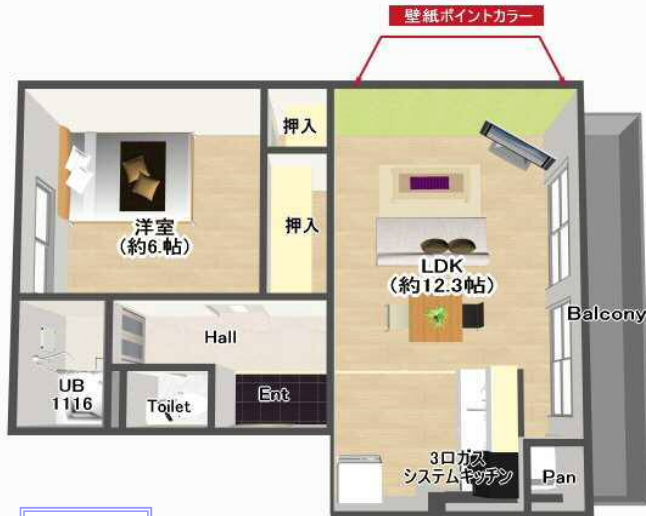 壁紙ポイントカラー
押入
洋室
(約6.帖)
押入
LDK
(約12.3帖)
Balcony
Hall
UB
1116
Toilet
Ent
3口ガス
システムキッチン
Pan